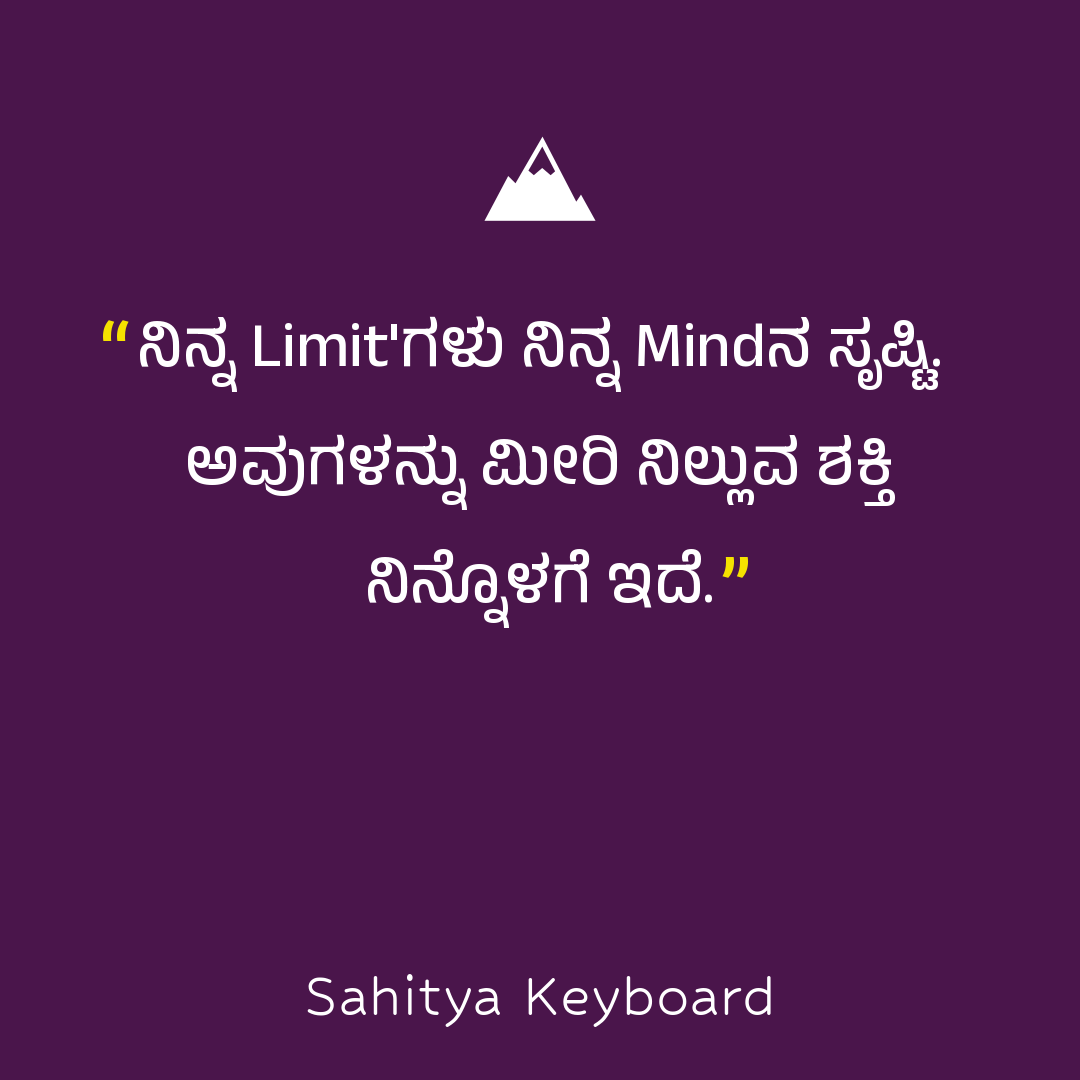 “ನಿನ್ನ Limit'ಗಳು ನಿನ್ನ Mindನ ಸೃಷ್ಟಿ.
ಅವುಗಳನ್ನು ಮೀರಿ ನಿಲ್ಲುವ ಶಕ್ತಿ
ನಿನ್ನೊಳಗೆ ಇದೆ.”
Sahitya Keyboard